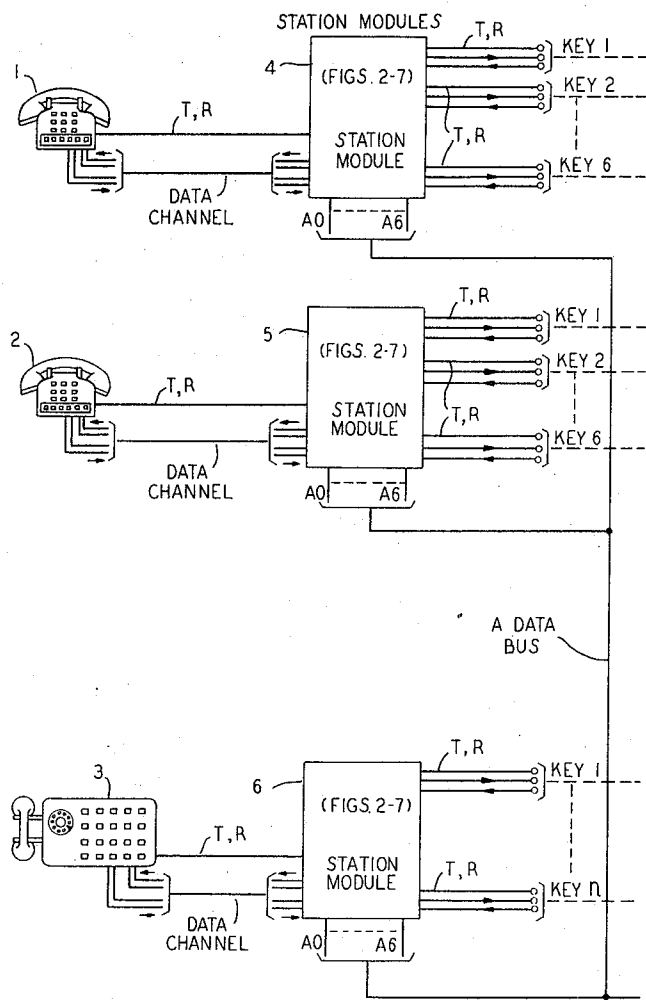 STATION MODULES
1
4
T,R
KEY 1
(FIGS. 2-7)
KEY 2
T,R
STATION
MODULE
T,R
KEY 6
DATA
CHANNEL
A0
A6
2
5
T,R
KEY 1
(FIGS. 2-7)
KEY 2
T,R
STATION
MODULE
T,R
KEY 6
DATA
CHANNEL
A0
A6
A DATA
BUS
3
6
T,R
KEY 1
(FIGS. 2-7)
T,R
STATION
MODULE
T,R
KEY n
DATA
CHANNEL
A0
A6